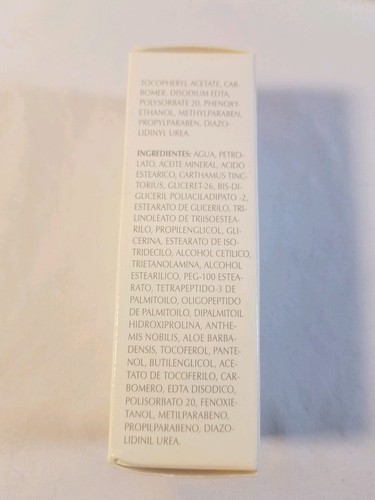 TOCOPHERYL ACETATE, CAR-
BOMER, DISODIUM EDTA,
POLYSORBATE 20, PHENOXY-
ETHANOL, METHYLPARABEN,
PROPYLPARABEN, DIAZO-
LIDINYL UREA
INGREDIENTES: AGUA, PETRO-
LATO, ACEITE MINERAL, ACIDO
ESTEARICO, CARTHAMUS TINC-
TORIUS, GLICERET-26, BIS-DI-
GLICERIL POLIACILADIPATO -2,
ESTEARATO DE GLICERILO, TRI-
LINOLEATO DE TRIISOESTEA-
RILO, PROPILENGLICOL, GLI-
CERINA, ESTEARATO DE ISO-
TRIDECILO, ALCOHOL CETILICO,
TRIETANOLAMINA, ALCOHOL
ESTEARILICO, PEG-100 ESTEA-
RATO, TETRAPEPTIDO-3 DE
PALMITOILO, OLIGOPEPTIDO
DE PALMITOILO, DIPALMITOIL
HIDROXIPROLINA, ANTHE-
MIS NOBILIS, ALOE BARBA-
DENSIS, TOCOFEROL, PANTE-
NOL, BUTILENGLICOL, ACE-
TATO DE TOCOFERILO, CAR-
BOMERO, EDTA DISODICO,
POLISORBATO 20, FENOXIE-
TANOL, METILPARABENO,
PROPILPARABENO, DIAZO-
LIDINIL UREA.